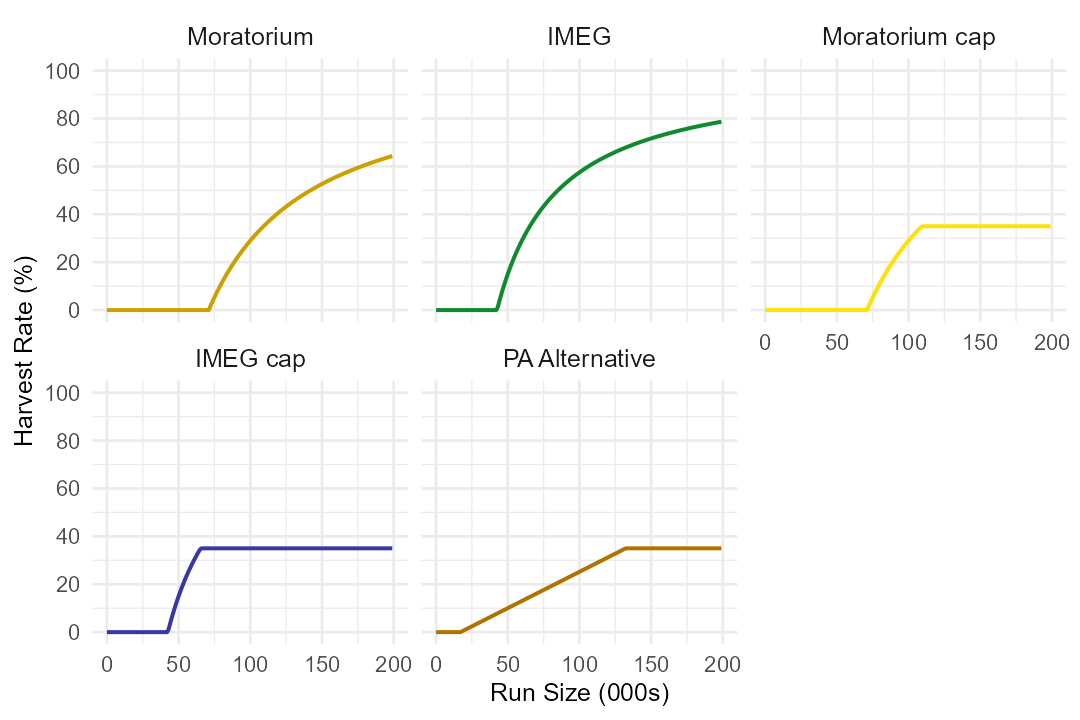 Moratorium
IMEG
Moratorium cap
100
80
60
40
20
0
0 50 100 150 200
IMEG cap
PA Alternative
100
80
60
40
20
0
0 50 100 150 200
0 50 100 150 200
Harvest Rate (%)
Run Size (000s)